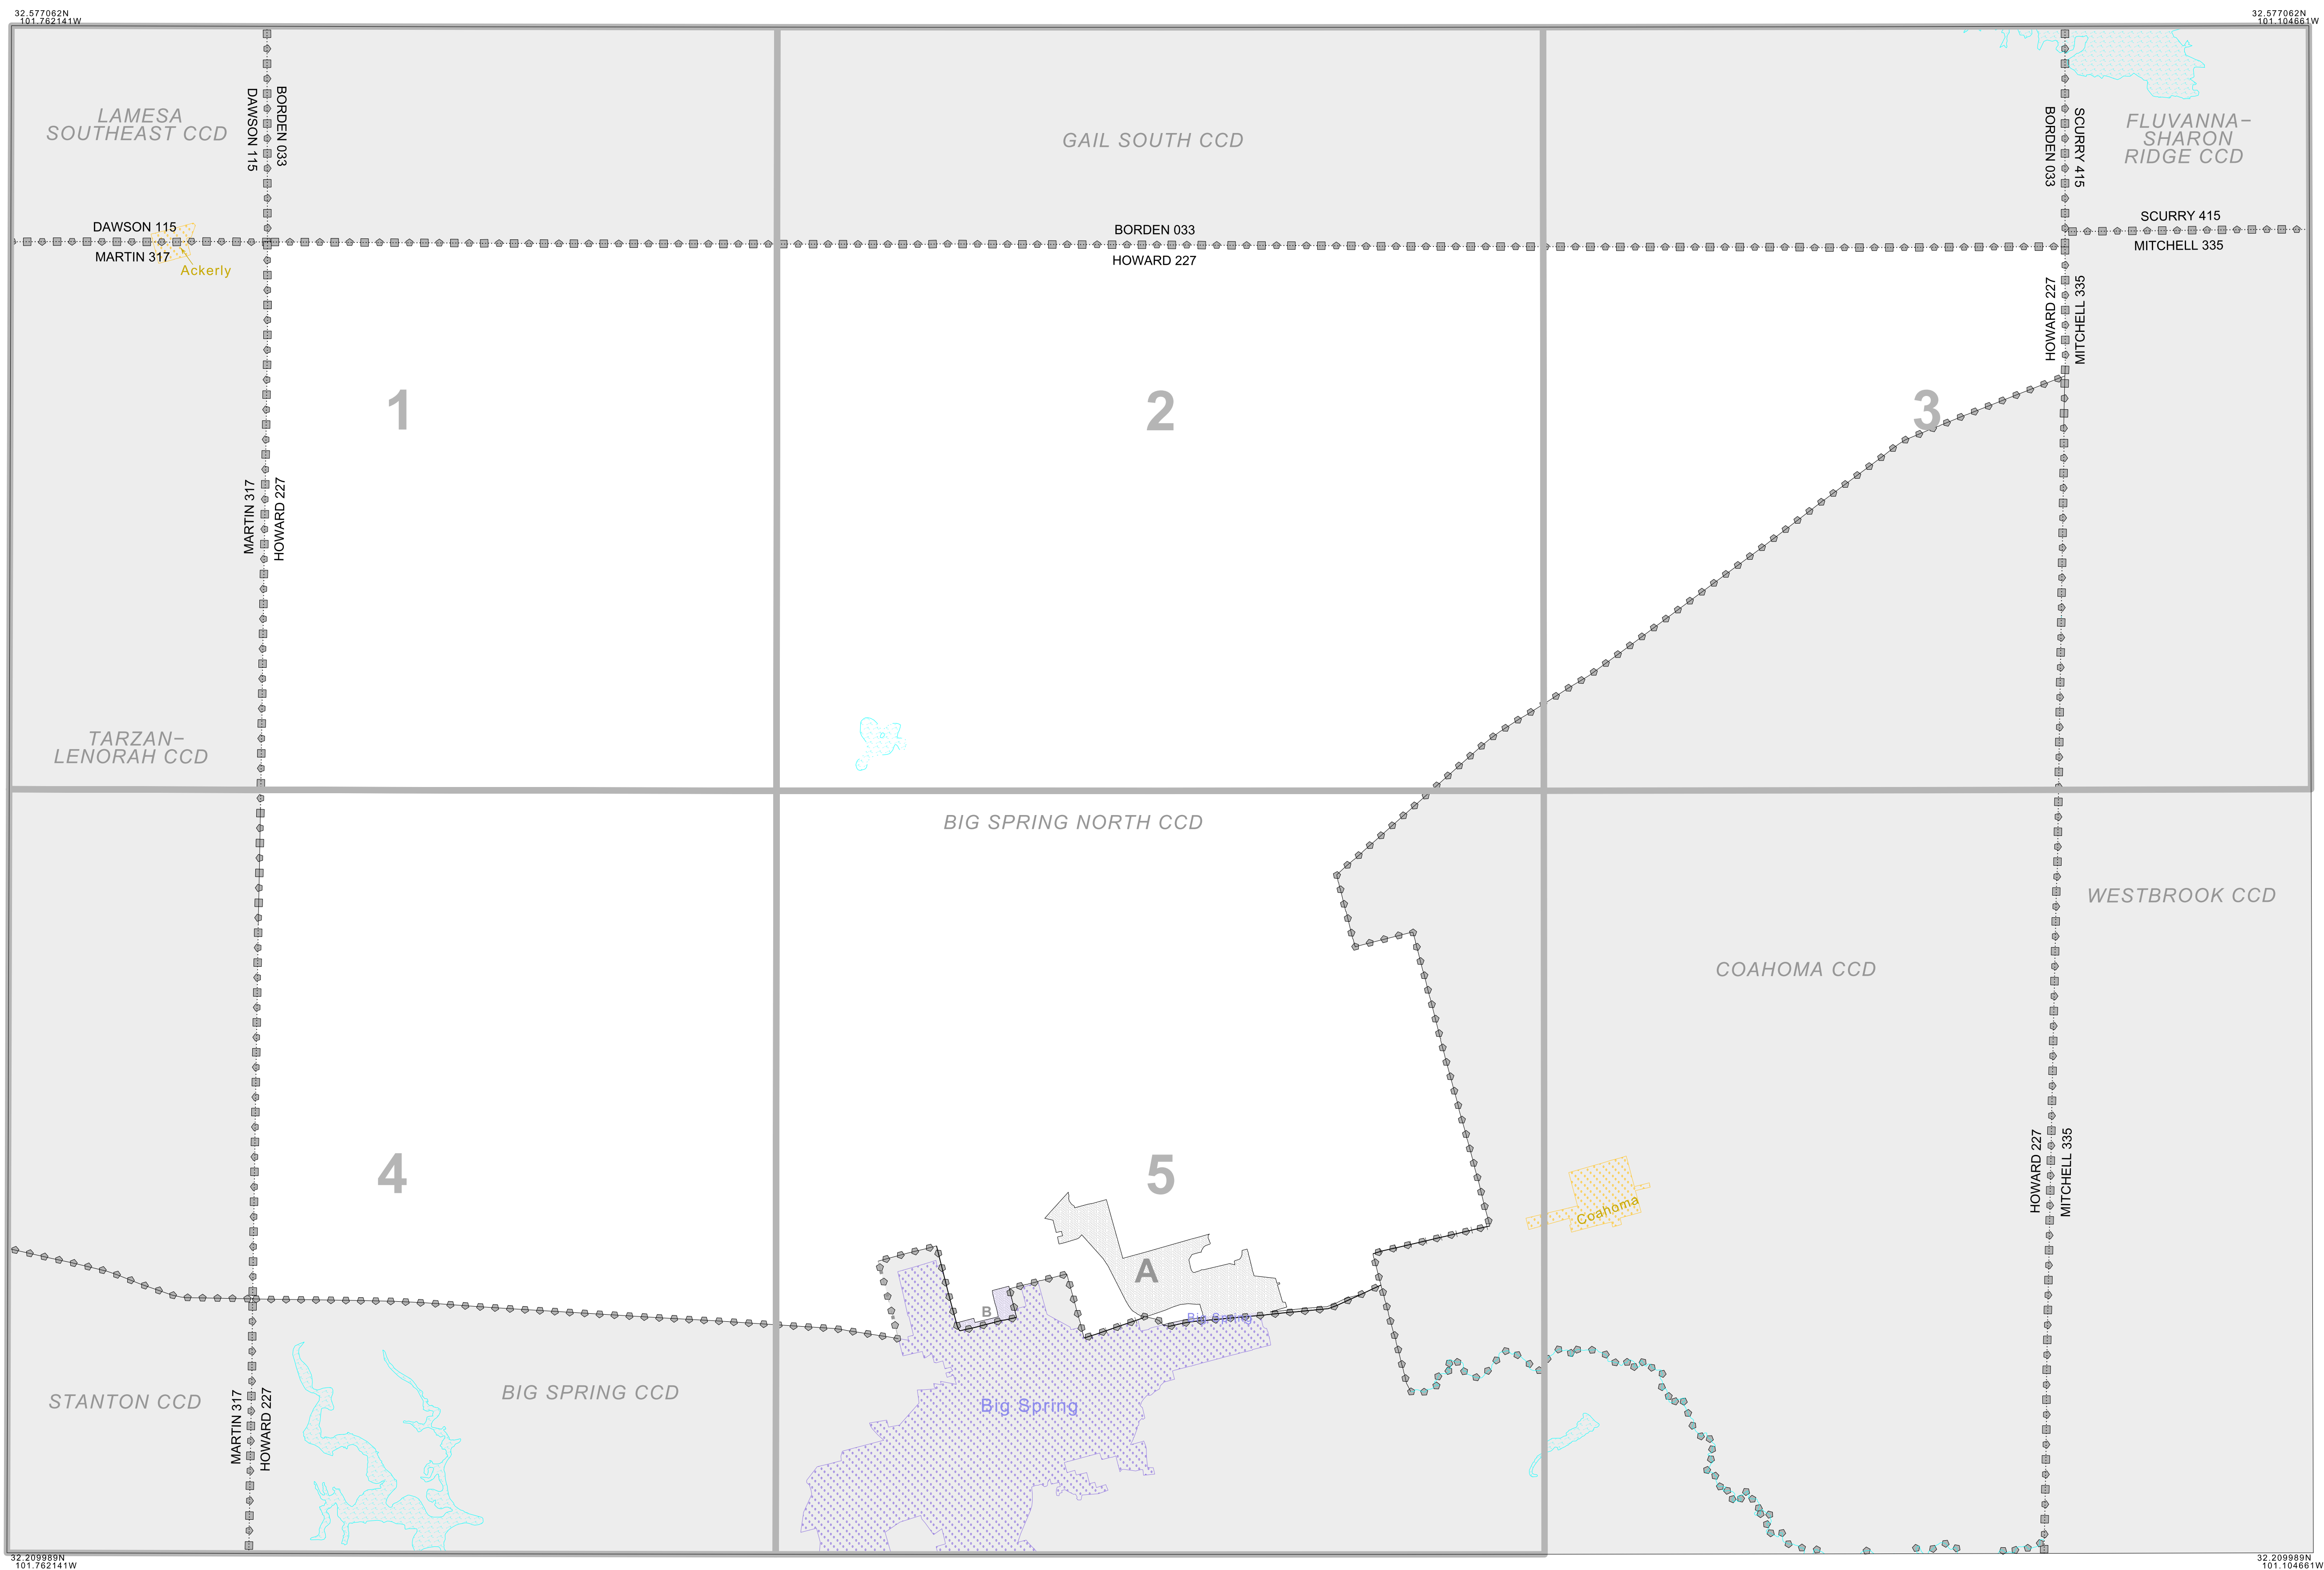 32.577062N
101.762141W
32.577062N
101.104661W
LAMESA
SOUTHEAST CCD
DAWSON 115
BORDEN 033
GAIL SOUTH CCD
BORDEN 033
SCURRY 415
FLUVANNA–
SHARON
RIDGE CCD
DAWSON 115
MARTIN 317
Ackerly
BORDEN 033
HOWARD 227
SCURRY 415
MITCHELL 335
HOWARD 227
MITCHELL 335
1
2
3
MARTIN 317
HOWARD 227
TARZAN–
LENORAH CCD
BIG SPRING NORTH CCD
WESTBROOK CCD
COAHOMA CCD
4
5
HOWARD 227
MITCHELL 335
Coahoma
A
B
Big Spring
STANTON CCD
MARTIN 317
HOWARD 227
BIG SPRING CCD
Big Spring
32.209989N
101.762141W
32.209989N
101.104661W